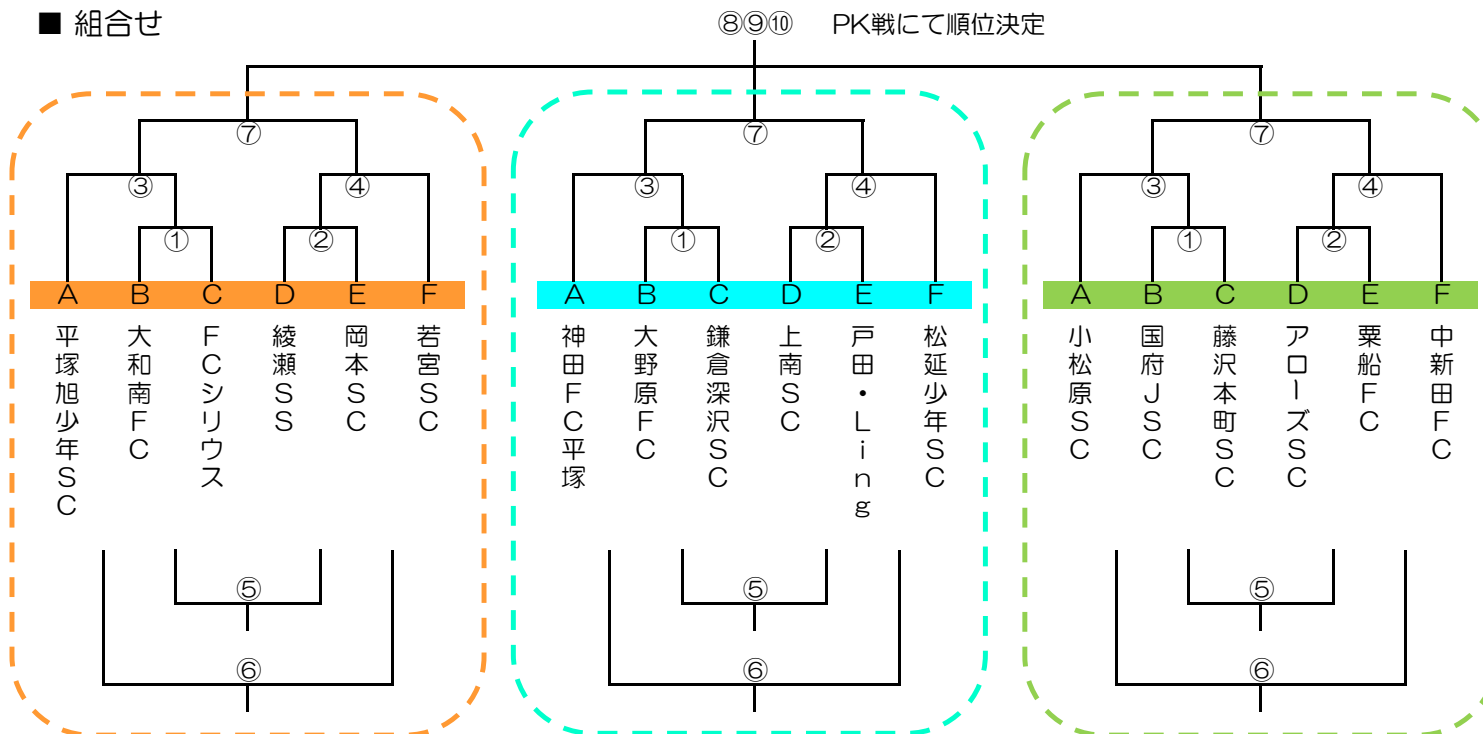 ■ 組合せ
⑧⑨⑩ PK戦にて順位決定
⑦ ⑦ ⑦
③ ④ ③ ④ ③ ④
① ② ① ② ① ②
A B C D E F A B C D E F A B C D E F
平塚旭少年SC
大和南FC
FCシリウス
綾瀬SS
岡本SC
若宮SC
神田FC平塚
大野原FC
鎌倉深沢SC
上南SC
戸田・Ling
松延少年SC
小松原SC
国府JSC
藤沢本町SC
アローズSC
粟船FC
中新田FC
⑤ ⑤ ⑤
⑥ ⑥ ⑥